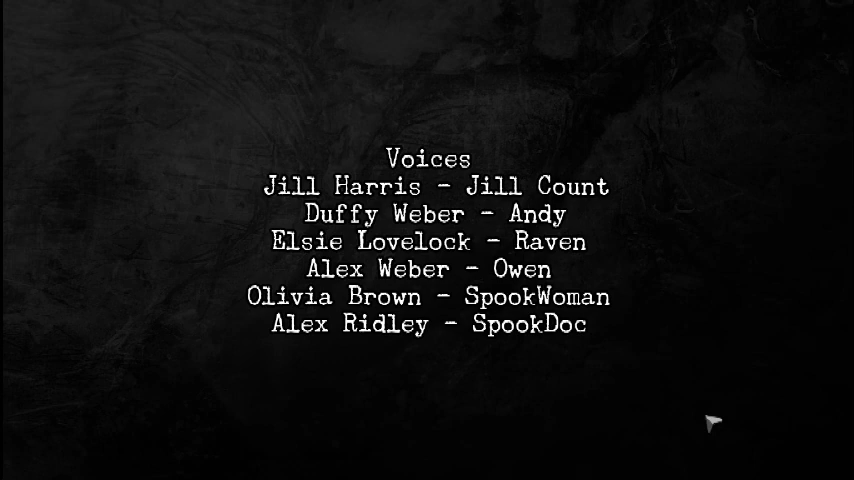 Voices
Jill Harris - Jill Count
Duffy Weber - Andy
Elsie Lovelock - Raven
Alex Weber - Owen
Olivia Brown - SpookWoman
Alex Ridley - SpookDoc